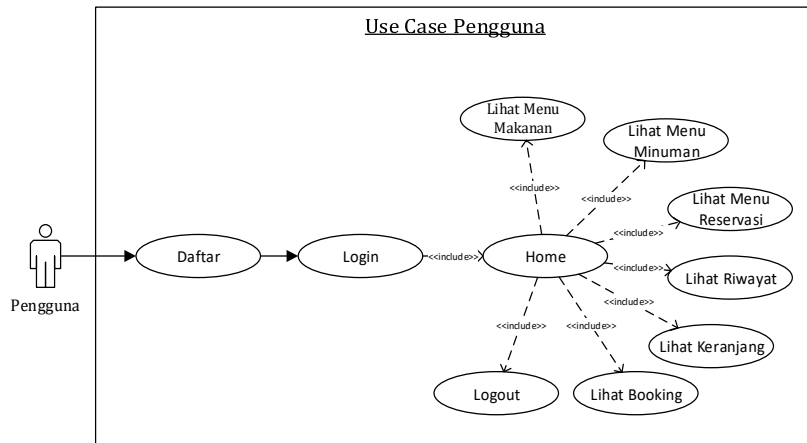 Use Case Pengguna
Lihat Menu
Makanan
Lihat Menu
Minuman
<<include>>
<<include>>
Lihat Menu
Reservasi
<<include>>
Daftar
Login
<<include>>
Home
<<include>>
Lihat Riwayat
Pengguna
<<include>>
<<include>>
<<include>>
Lihat Keranjang
Logout
Lihat Booking